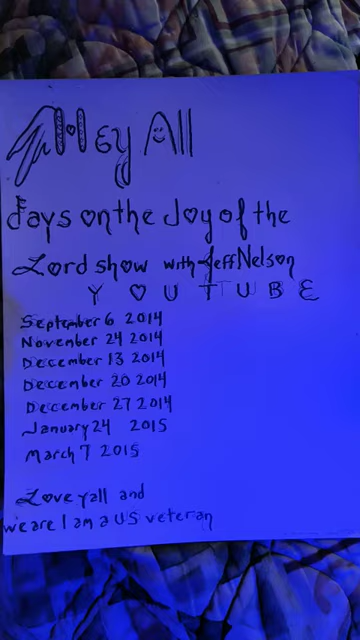 Hey All
days on the Joy of the
Lord show with Jeff Nelson
Y O U T U B E
September 6 2014
November 24 2014
December 13 2014
December 20 2014
December 27 2014
January 24 2015
March 7 2015
Love yall and
we are I am a US veteran